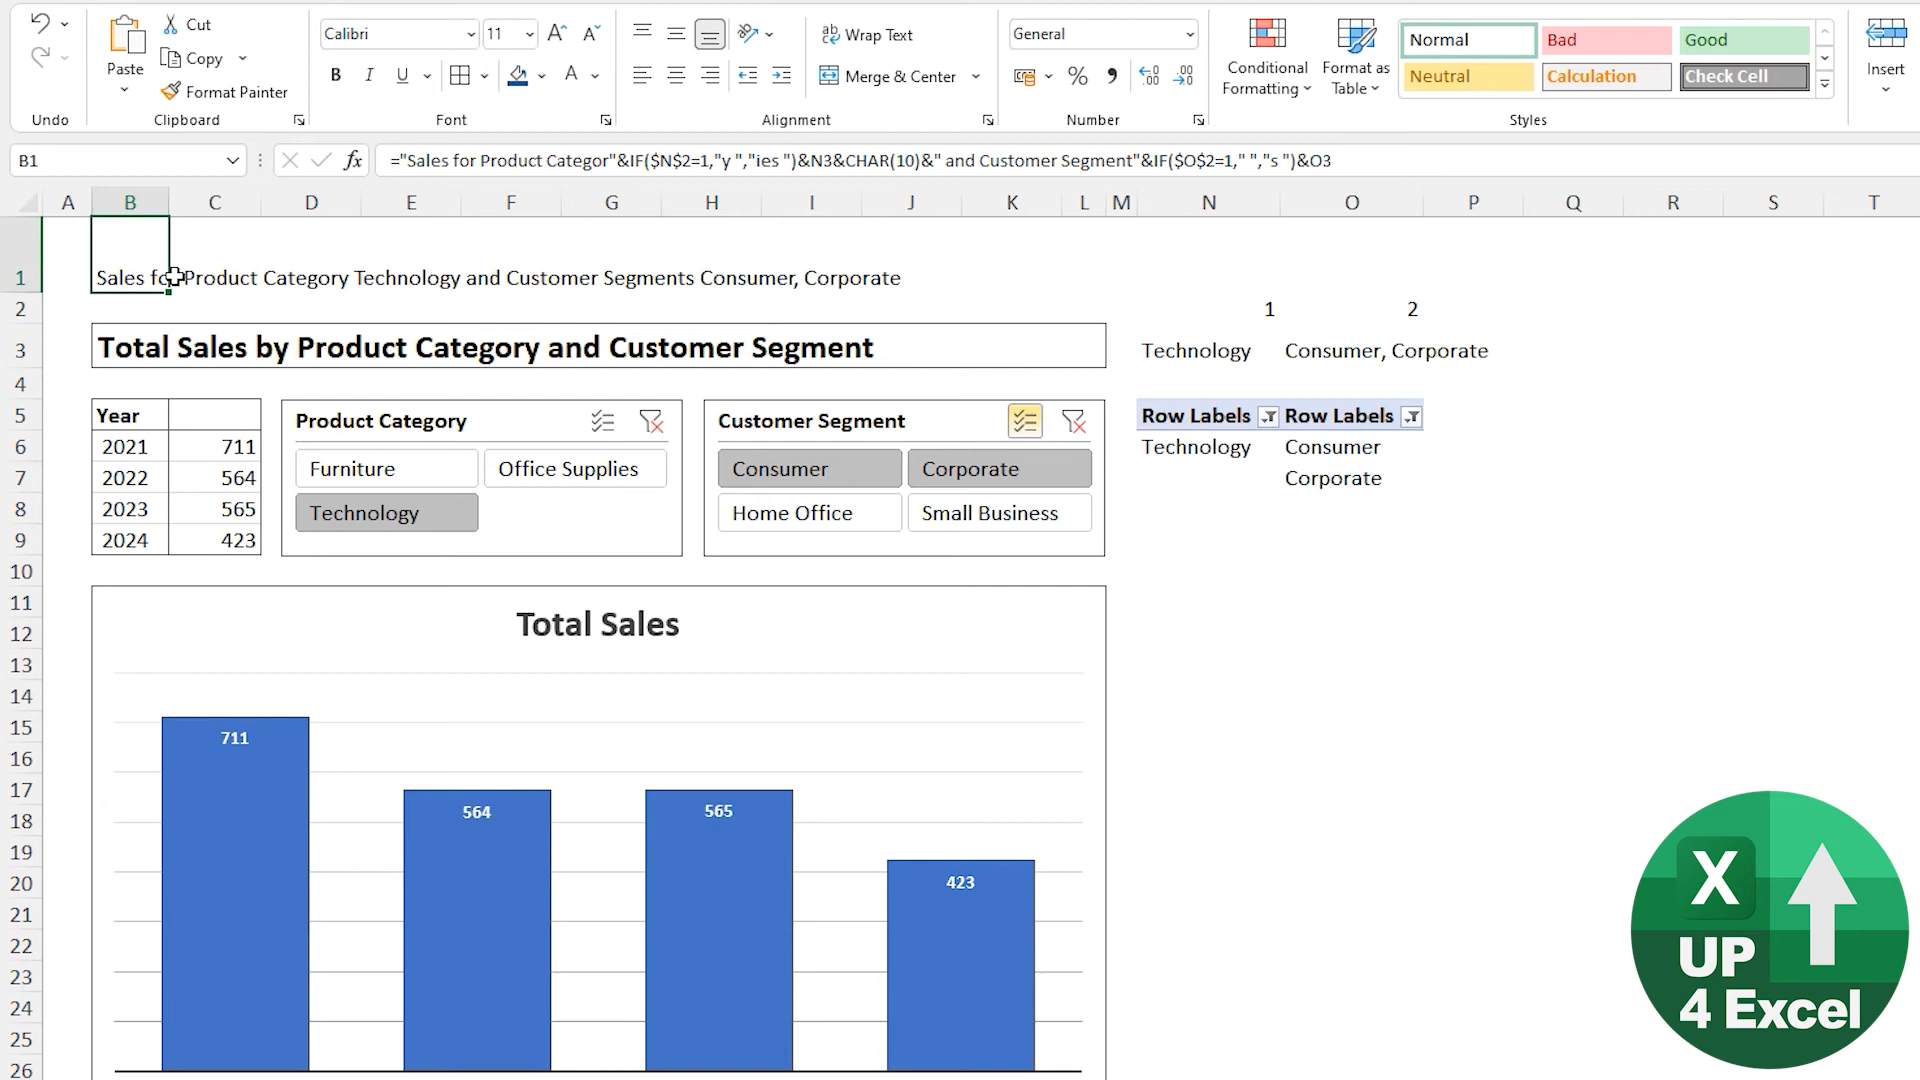 Cut
Copy
Format Painter
Paste
Undo
Clipboard
Calibri
11
B I U A
Font
Wrap Text
Merge & Center
Alignment
General
%
Number
Conditional Formatting
Format as Table
Normal
Bad
Good
Neutral
Calculation
Check Cell
Styles
Insert
B1
fx
="Sales for Product Categor"&IF($N$2=1,"y ","ies ")&N3&CHAR(10)&" and Customer Segment"&IF($O$2=1," ","s ")&O3
A B C D E F G H I J K L M N O P Q R S T
1 Sales for Product Category Technology and Customer Segments Consumer, Corporate
2 1 2
3 Total Sales by Product Category and Customer Segment Technology Consumer, Corporate
4
5 Year Product Category Customer Segment Row Labels Row Labels
6 2021 711 Furniture Office Supplies Consumer Corporate Technology Consumer
7 2022 564 Corporate
8 2023 565 Technology Home Office Small Business
9 2024 423
10
11
12 Total Sales
13
14
15 711
16
17 564 565
18
19
20 423
21
22
23
24
25
26
X
UP
4 Excel